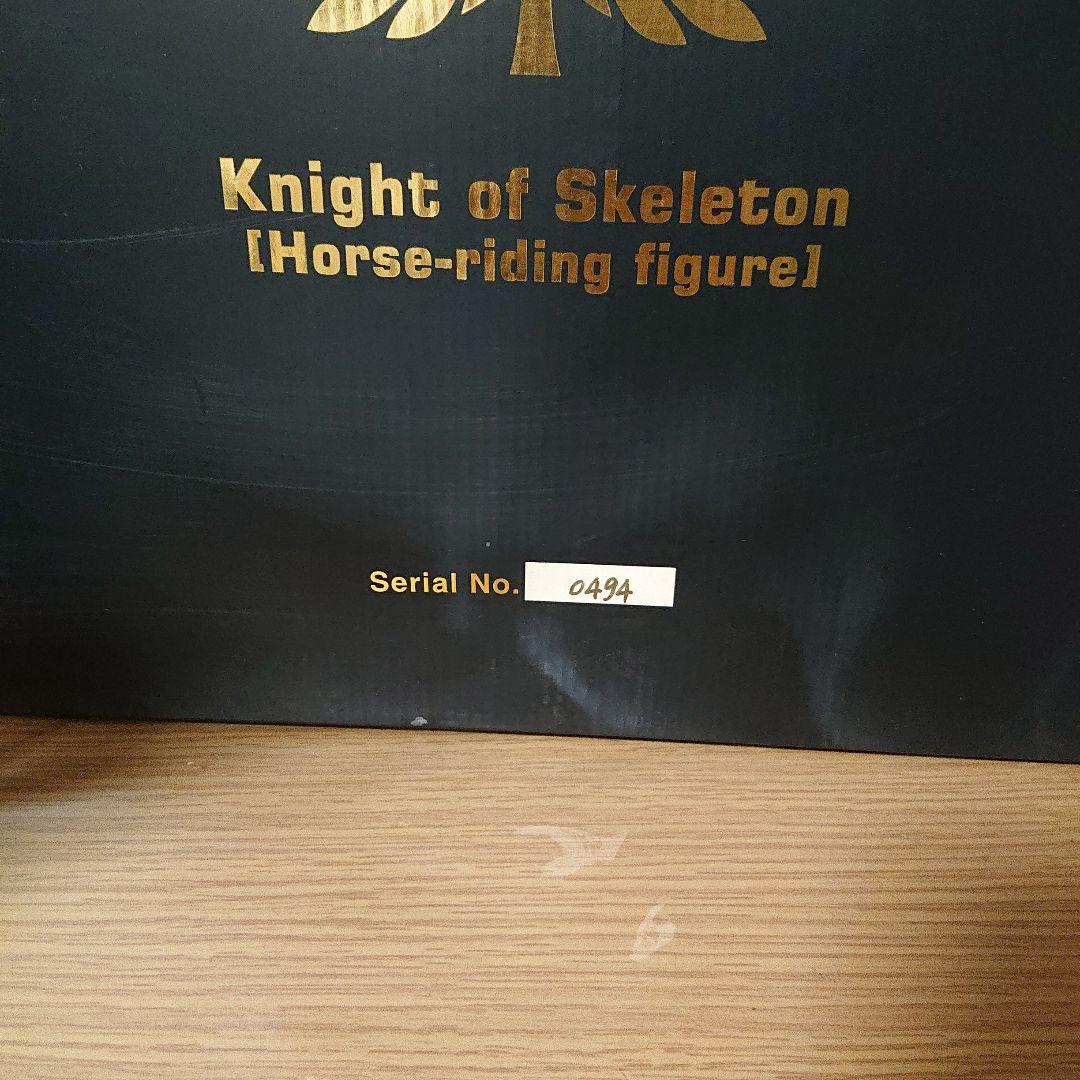 Knight of Skeleton
[Horse-riding figure]
Serial No. 0494